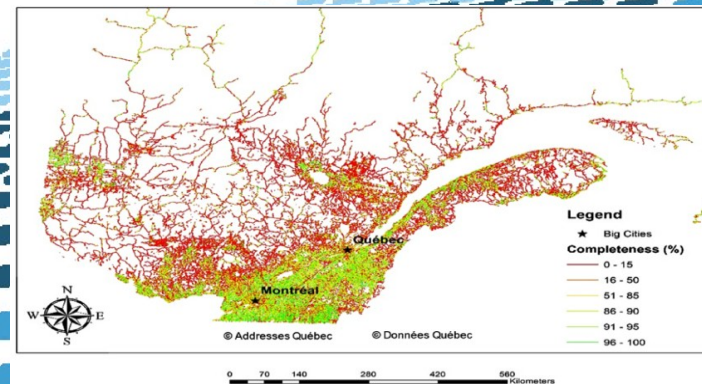 Québec
Montréal
N
W E
S
© Addresses Québec © Données Québec
Legend
★ Big Cities
Completeness (%)
0 - 15
16 - 50
51 - 85
86 - 90
91 - 95
96 - 100
0 70 140 280 420 560
Kilometers